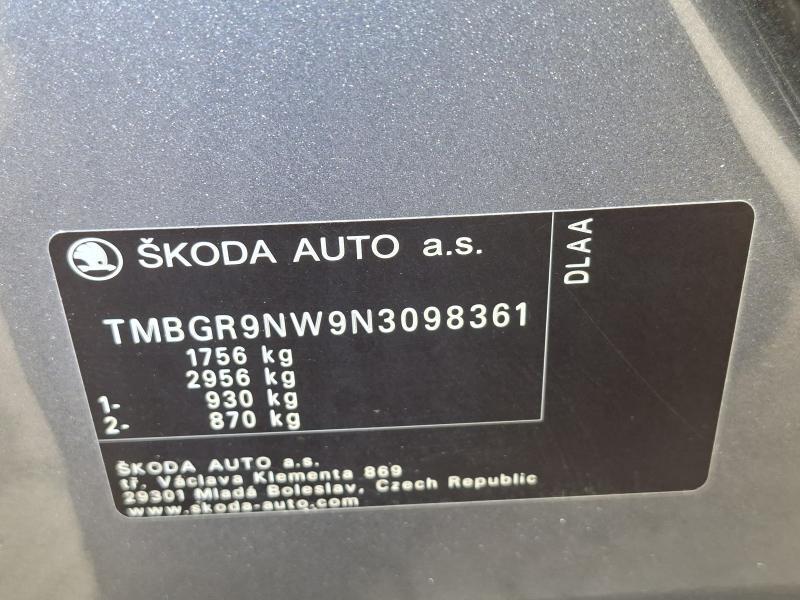 ŠKODA AUTO a.s.
DLAA
TMBGR9NW9N3098361
1756 kg
2956 kg
1- 930 kg
2- 870 kg
ŠKODA AUTO a.s.
tř. Václava Klementa 869
29301 Mladá Boleslav, Czech Republic
www.skoda-auto.com